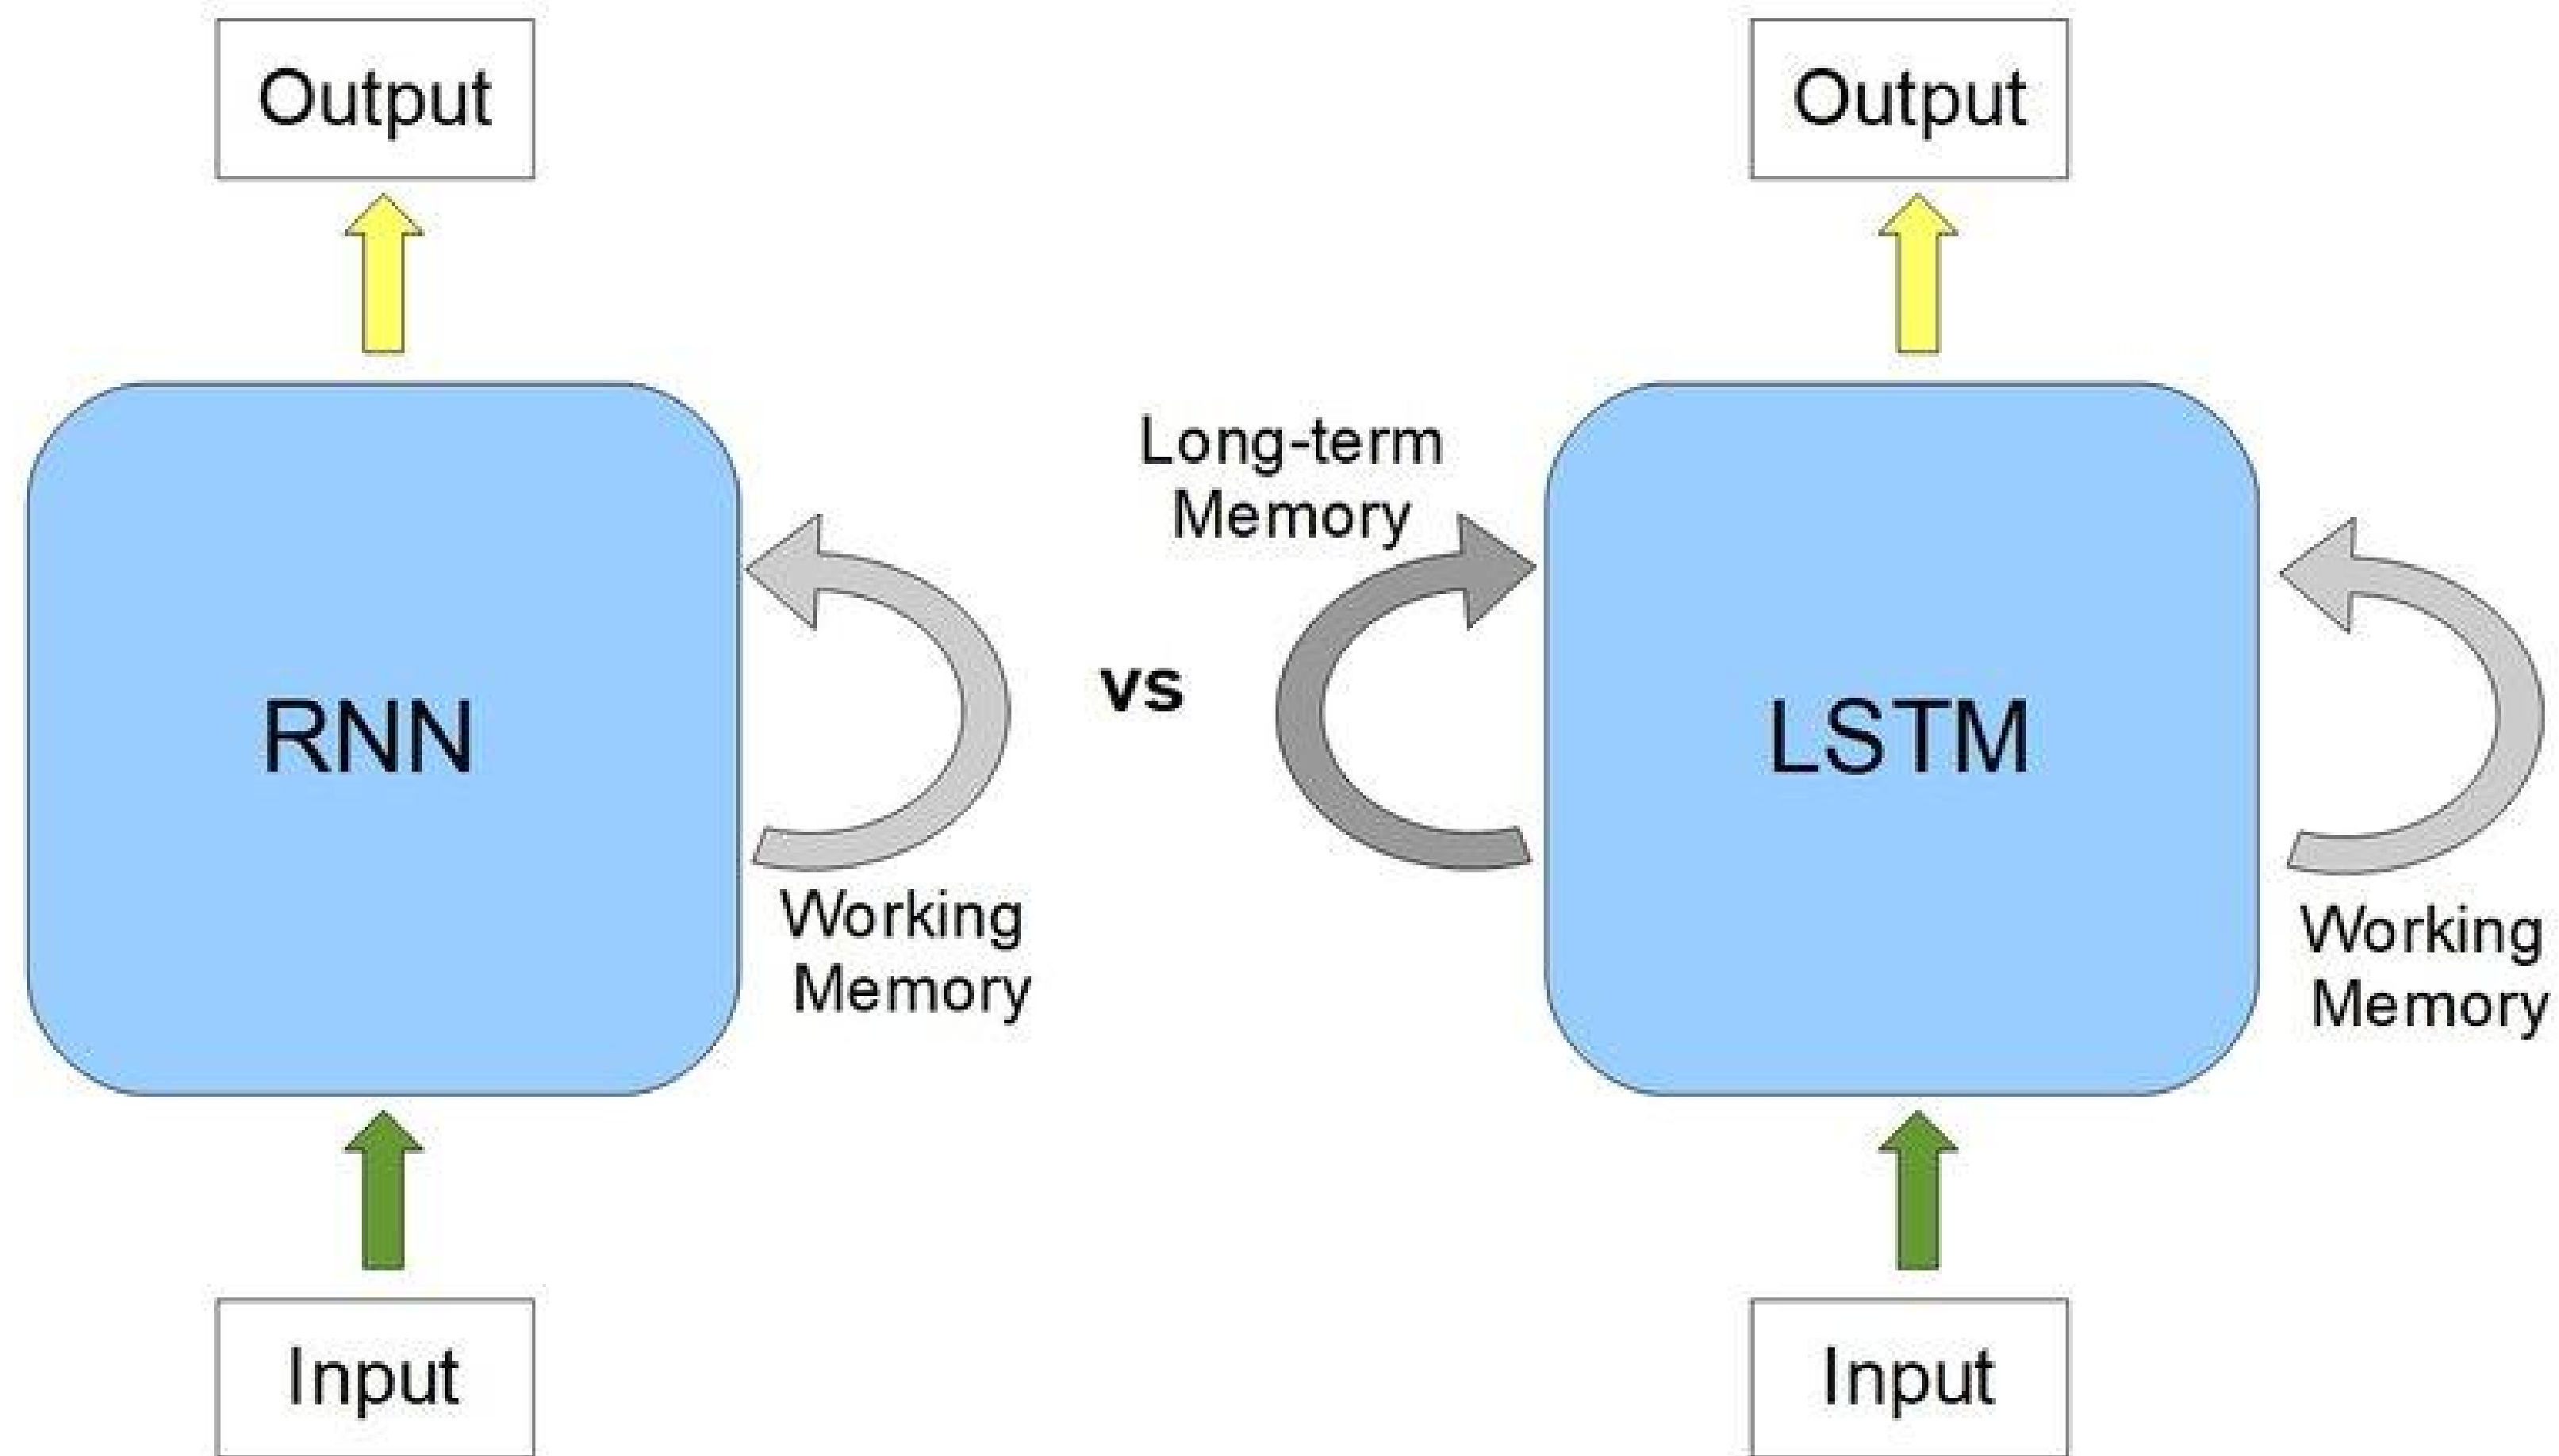 Output
RNN
Working
Memory
Input
vs
Output
Long-term
Memory
LSTM
Working
Memory
Input